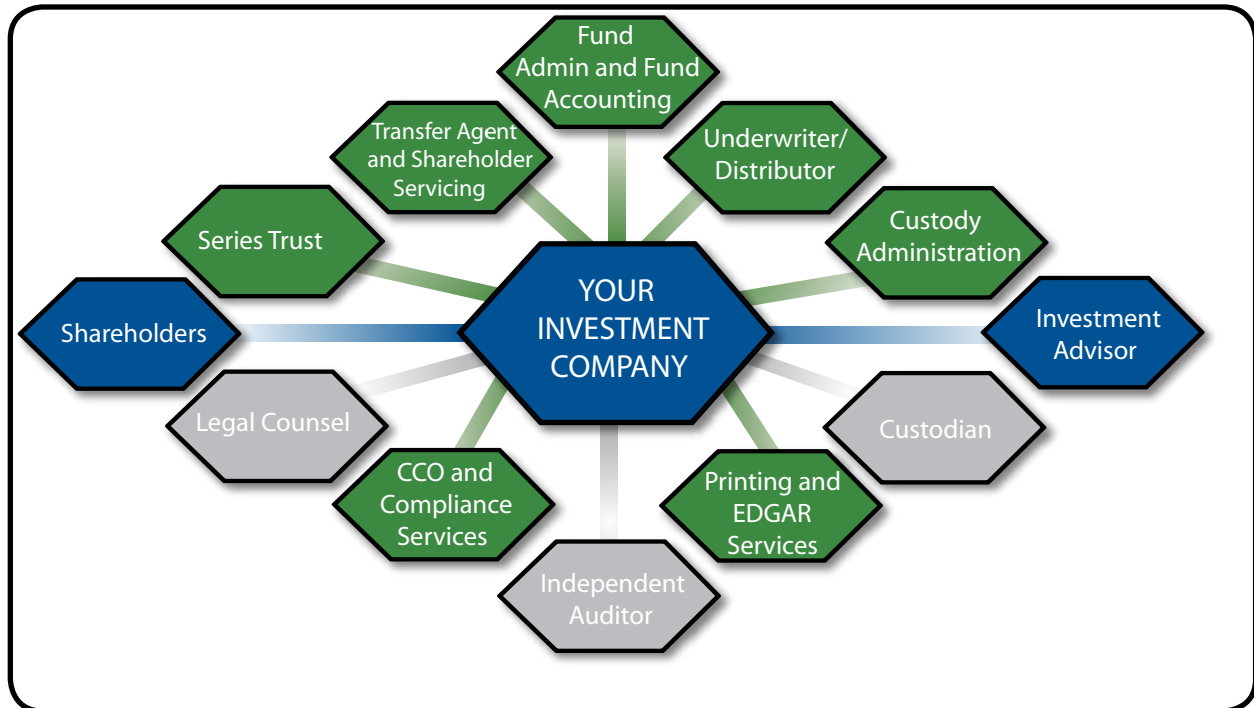 Fund
Admin and Fund
Accounting
Transfer Agent
and Shareholder
Servicing
Underwriter/
Distributor
Series Trust
Custody
Administration
Shareholders
YOUR
INVESTMENT
COMPANY
Investment
Advisor
Legal Counsel
Custodian
CCO and
Compliance
Services
Printing and
EDGAR
Services
Independent
Auditor